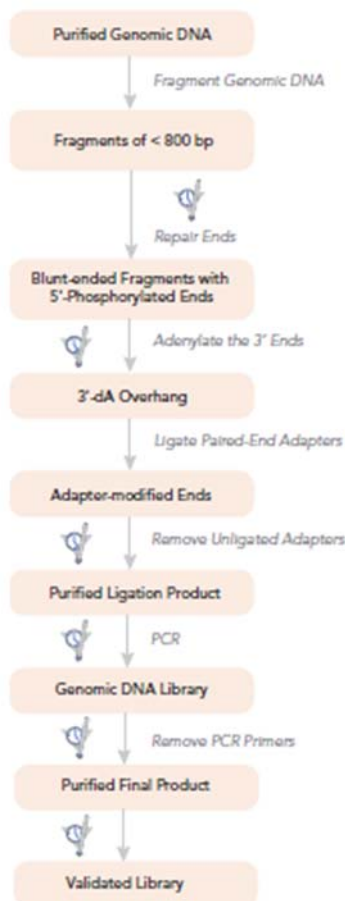 Purified Genomic DNA
Fragment Genomic DNA
Fragments of < 800 bp
Repair Ends
Blunt-ended Fragments with
5'-Phosphorylated Ends
Adenylate the 3' Ends
3'-dA Overhang
Ligate Paired-End Adapters
Adapter-modified Ends
Remove Unligated Adapters
Purified Ligation Product
PCR
Genomic DNA Library
Remove PCR Primers
Purified Final Product
Validated Library